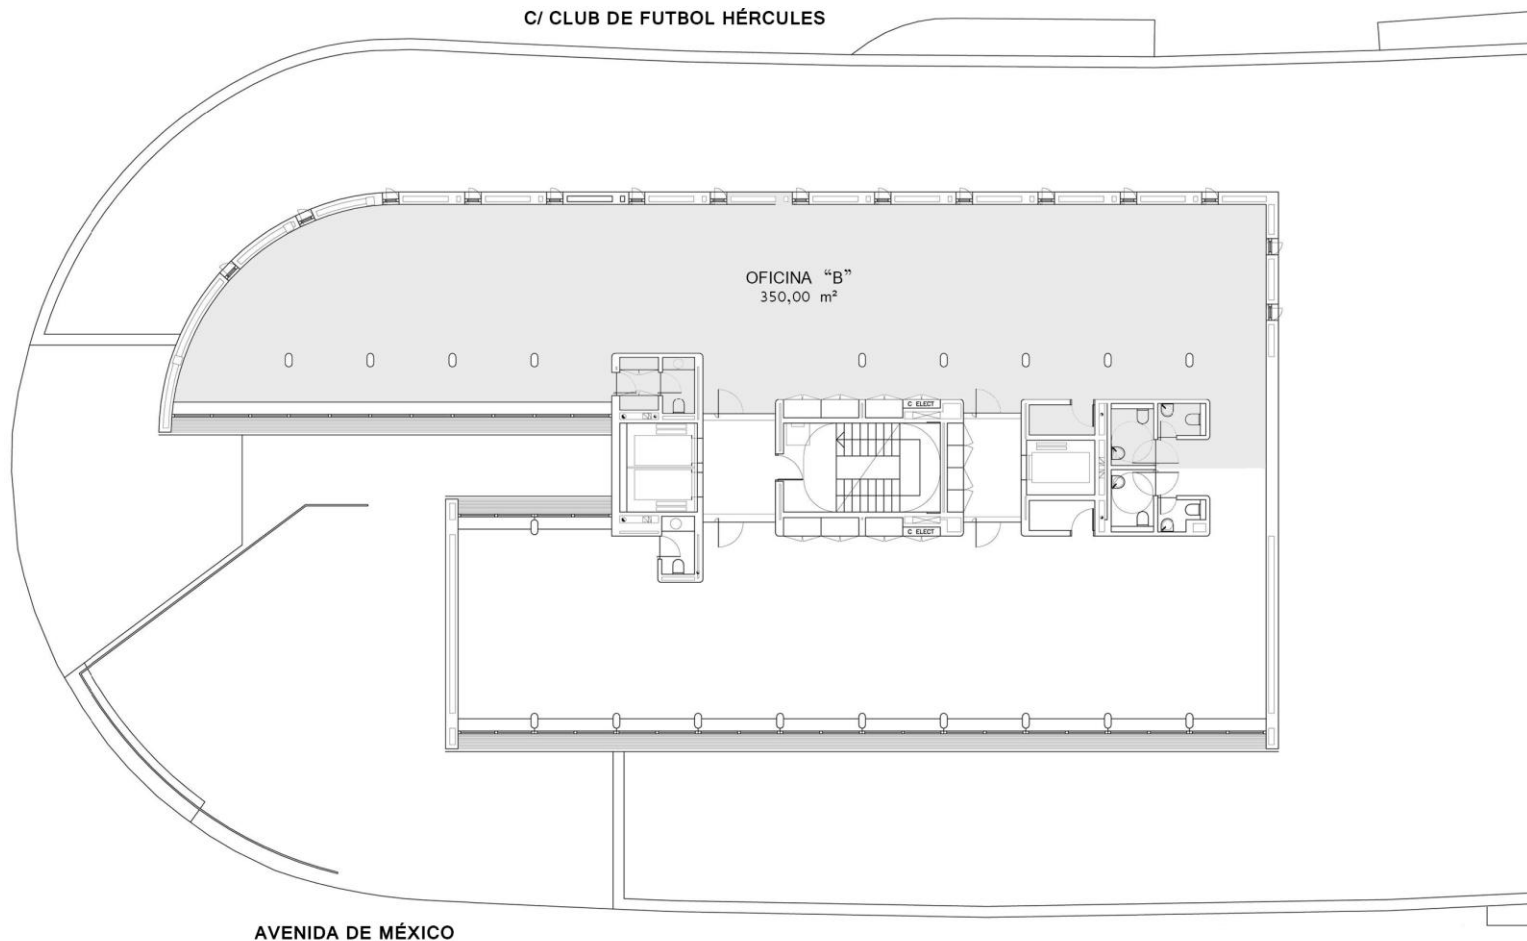 C/ CLUB DE FUTBOL HÉRCULES
OFICINA “B”
350,00 m²
C ELECT
C ELECT
AVENIDA DE MÉXICO